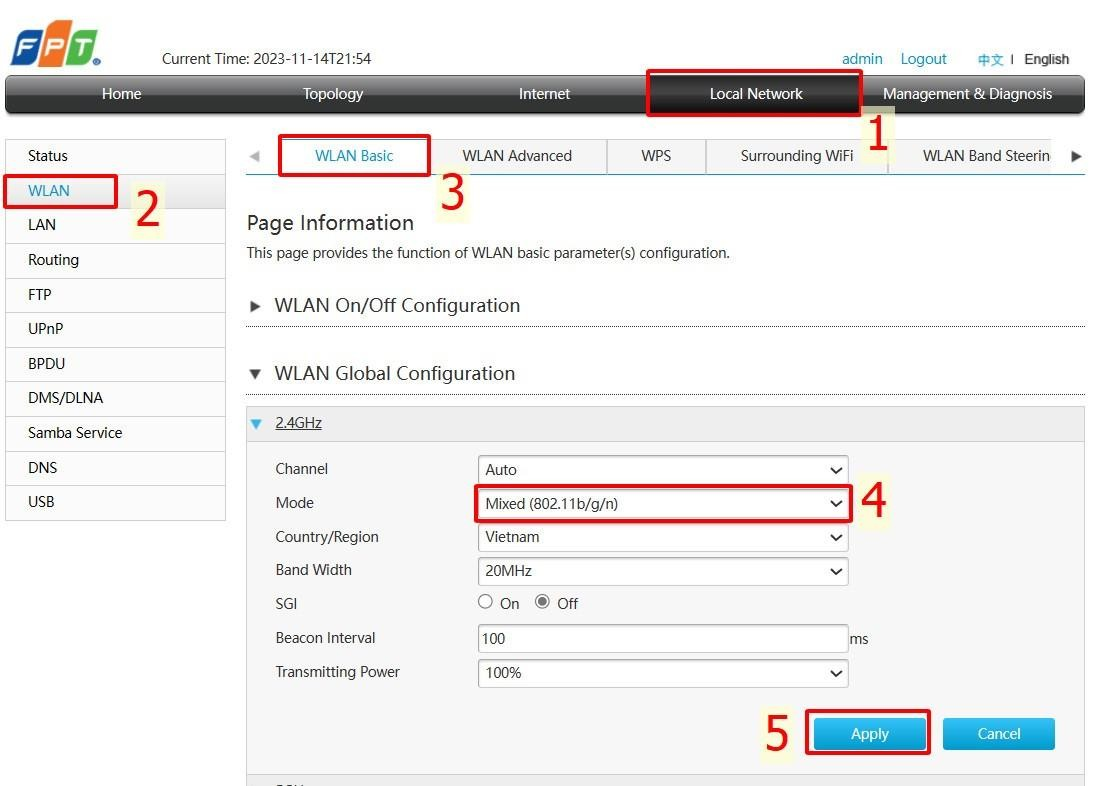 FPT
Current Time: 2023-11-14T21:54
admin Logout 中文 | English
Home Topology Internet Local Network Management & Diagnosis
1
Status
WLAN
2
LAN
Routing
FTP
UPnP
BPDU
DMS/DLNA
Samba Service
DNS
USB
WLAN Basic WLAN Advanced WPS Surrounding WiFi WLAN Band Steerin
3
Page Information
This page provides the function of WLAN basic parameter(s) configuration.
WLAN On/Off Configuration
WLAN Global Configuration
2.4GHz
Channel Auto
Mode Mixed (802.11b/g/n) 4
Country/Region Vietnam
Band Width 20MHz
SGI On Off
Beacon Interval 100 ms
Transmitting Power 100%
5 Apply Cancel